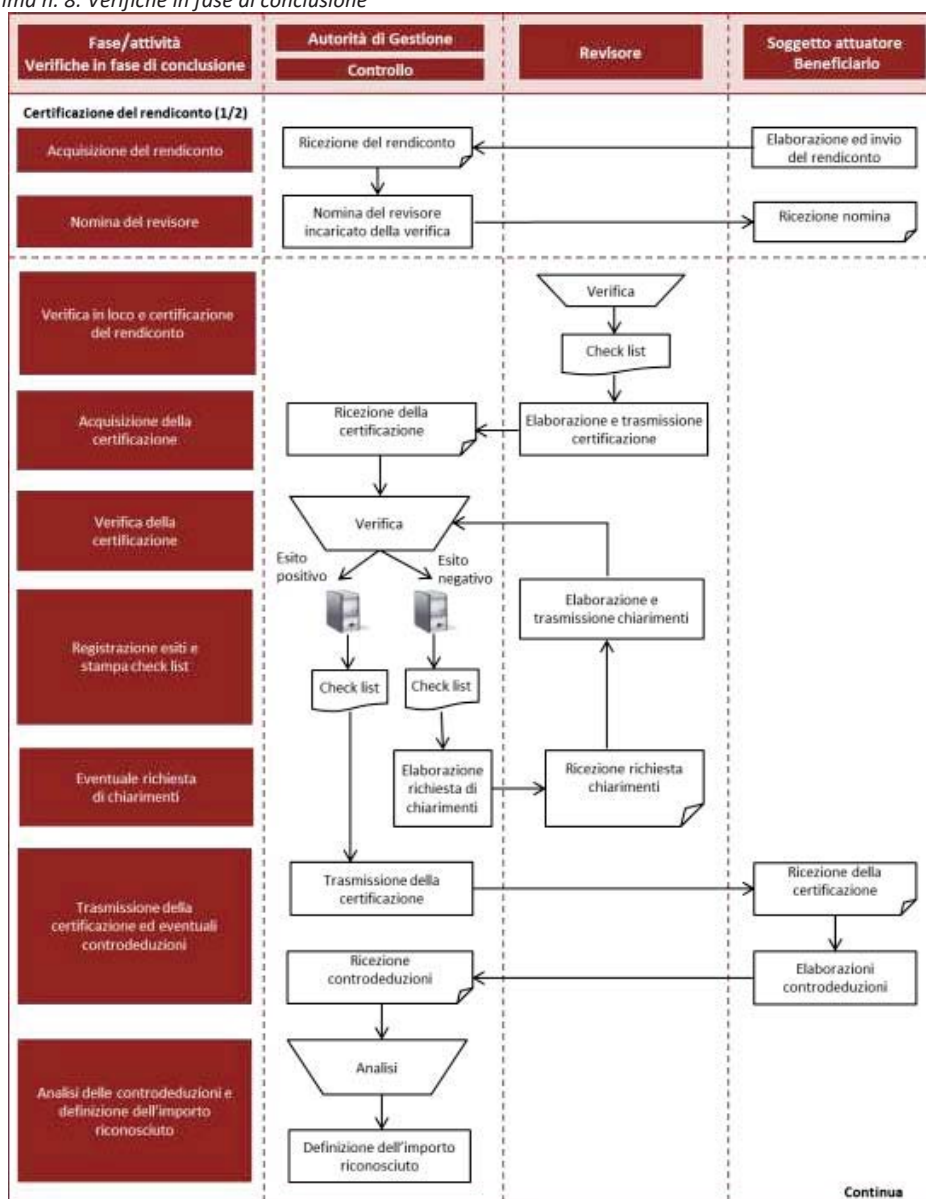 n. 8: Verifiche in fase di conclusione
Fase/attività
Verifiche in fase di conclusione
Autorità di Gestione
Controllo
Revisore
Soggetto attuatore
Beneficiario
Certificazione del rendiconto (1/2)
Acquisizione del rendiconto
Ricezione del rendiconto
Elaborazione ed invio
del rendiconto
Nomina del revisore
Nomina del revisore
incaricato della verifica
Ricezione nomina
Verifica in loco e certificazione
del rendiconto
Verifica
Check list
Acquisizione della
certificazione
Ricezione della
certificazione
Elaborazione e trasmissione
certificazione
Verifica della
certificazione
Verifica
Esito
positivo
Esito
negativo
Registrazione esiti e
stampa check list
Check list
Check list
Elaborazione e
trasmissione chiarimenti
Eventuale richiesta
di chiarimenti
Elaborazione
richiesta di
chiarimenti
Ricezione richiesta
chiarimenti
Trasmissione della
certificazione ed eventuali
controdeduzioni
Trasmissione della
certificazione
Ricezione della
certificazione
Ricezione
controdeduzioni
Elaborazioni
controdeduzioni
Analisi delle controdeduzioni e
definizione dell'importo
riconosciuto
Analisi
Definizione dell'importo
riconosciuto
Continua